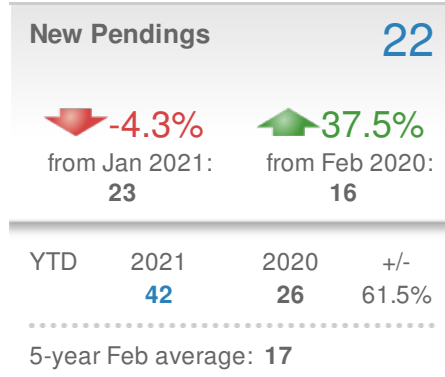 New Pendings 22
-4.3% 37.5%
from Jan 2021: from Feb 2020:
23 16
YTD 2021 2020 +/-
42 26 61.5%
5-year Feb average: 17